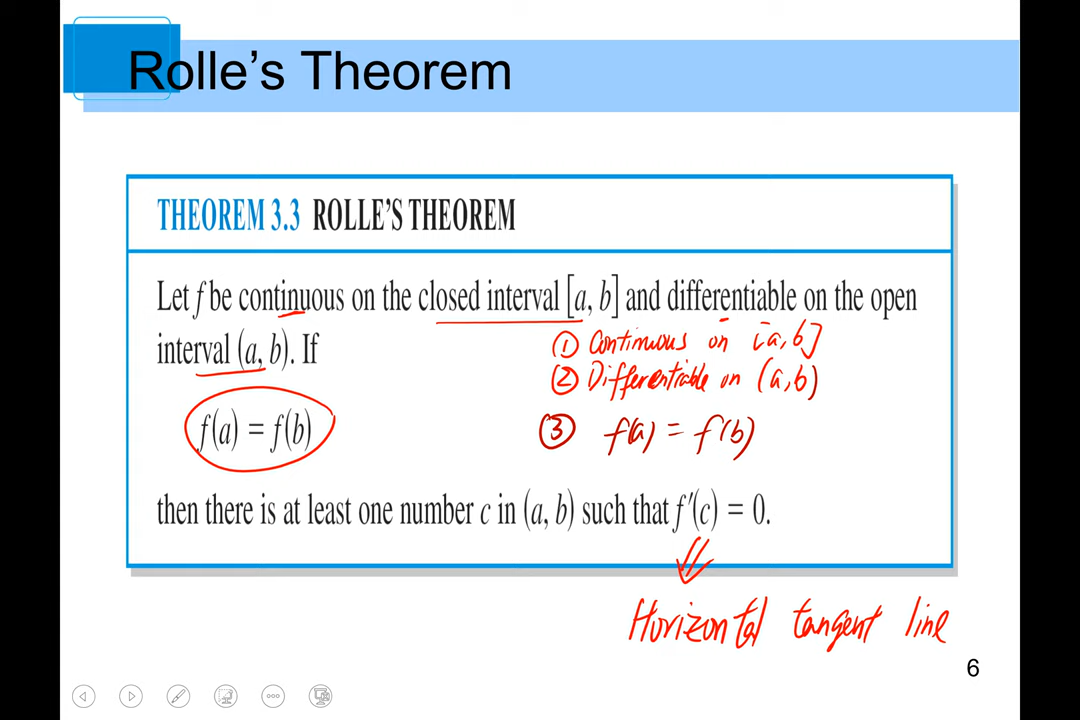 Rolle's Theorem
THEOREM 3.3 ROLLE'S THEOREM
Let f be continuous on the closed interval [a, b] and differentiable on the open
interval (a, b). If
① Continuous on [a, b]
② Differentiable on (a, b)
f(a) = f(b)
③ f(a) = f(b)
then there is at least one number c in (a, b) such that f′(c) = 0.
Horizontal tangent line
6